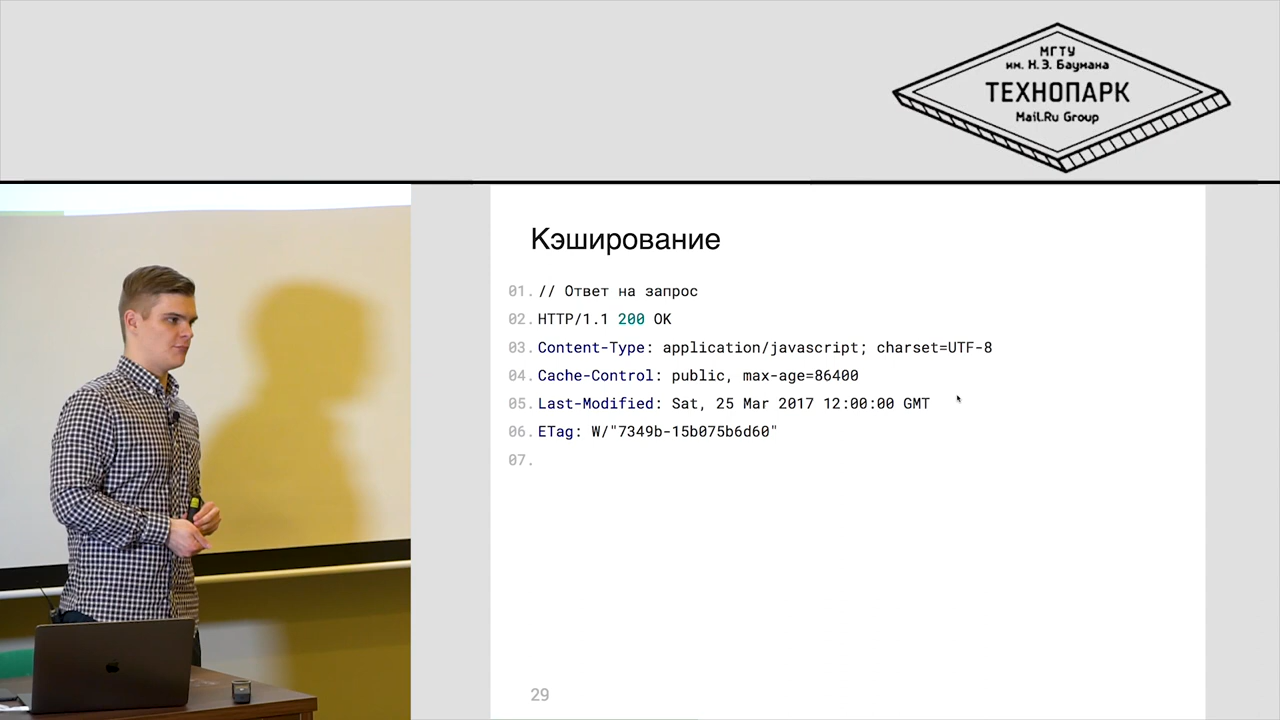 МГТУ
им. Н.Э. Баумана
ТЕХНОПАРК
Mail.Ru Group
Кэширование
01. // Ответ на запрос
02. HTTP/1.1 200 OK
03. Content-Type: application/javascript; charset=UTF-8
04. Cache-Control: public, max-age=86400
05. Last-Modified: Sat, 25 Mar 2017 12:00:00 GMT
06. ETag: W/"7349b-15b075b6d60"
07.
29